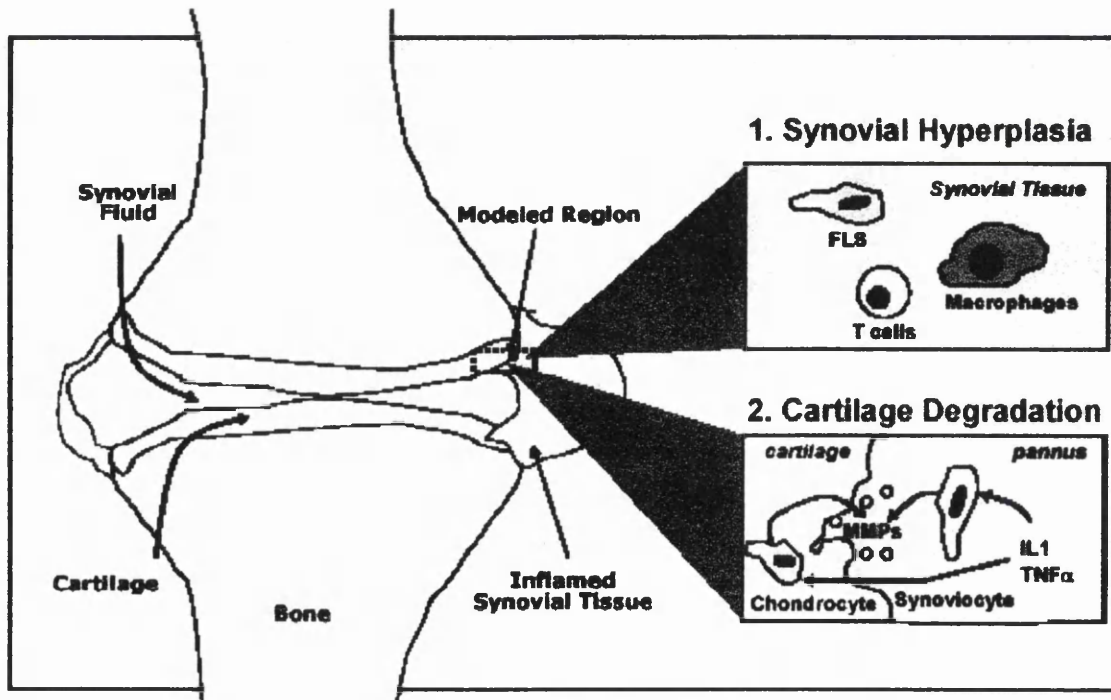 1. Synovial Hyperplasia
Synovial
Fluid
Modeled Region
Synovial Tissue
FLS
Macrophages
T cells
2. Cartilage Degradation
cartilage
pannus
MMPs
IL1
TNFα
Chondrocyte
Synoviocyte
Cartilage
Bone
Inflamed
Synovial Tissue